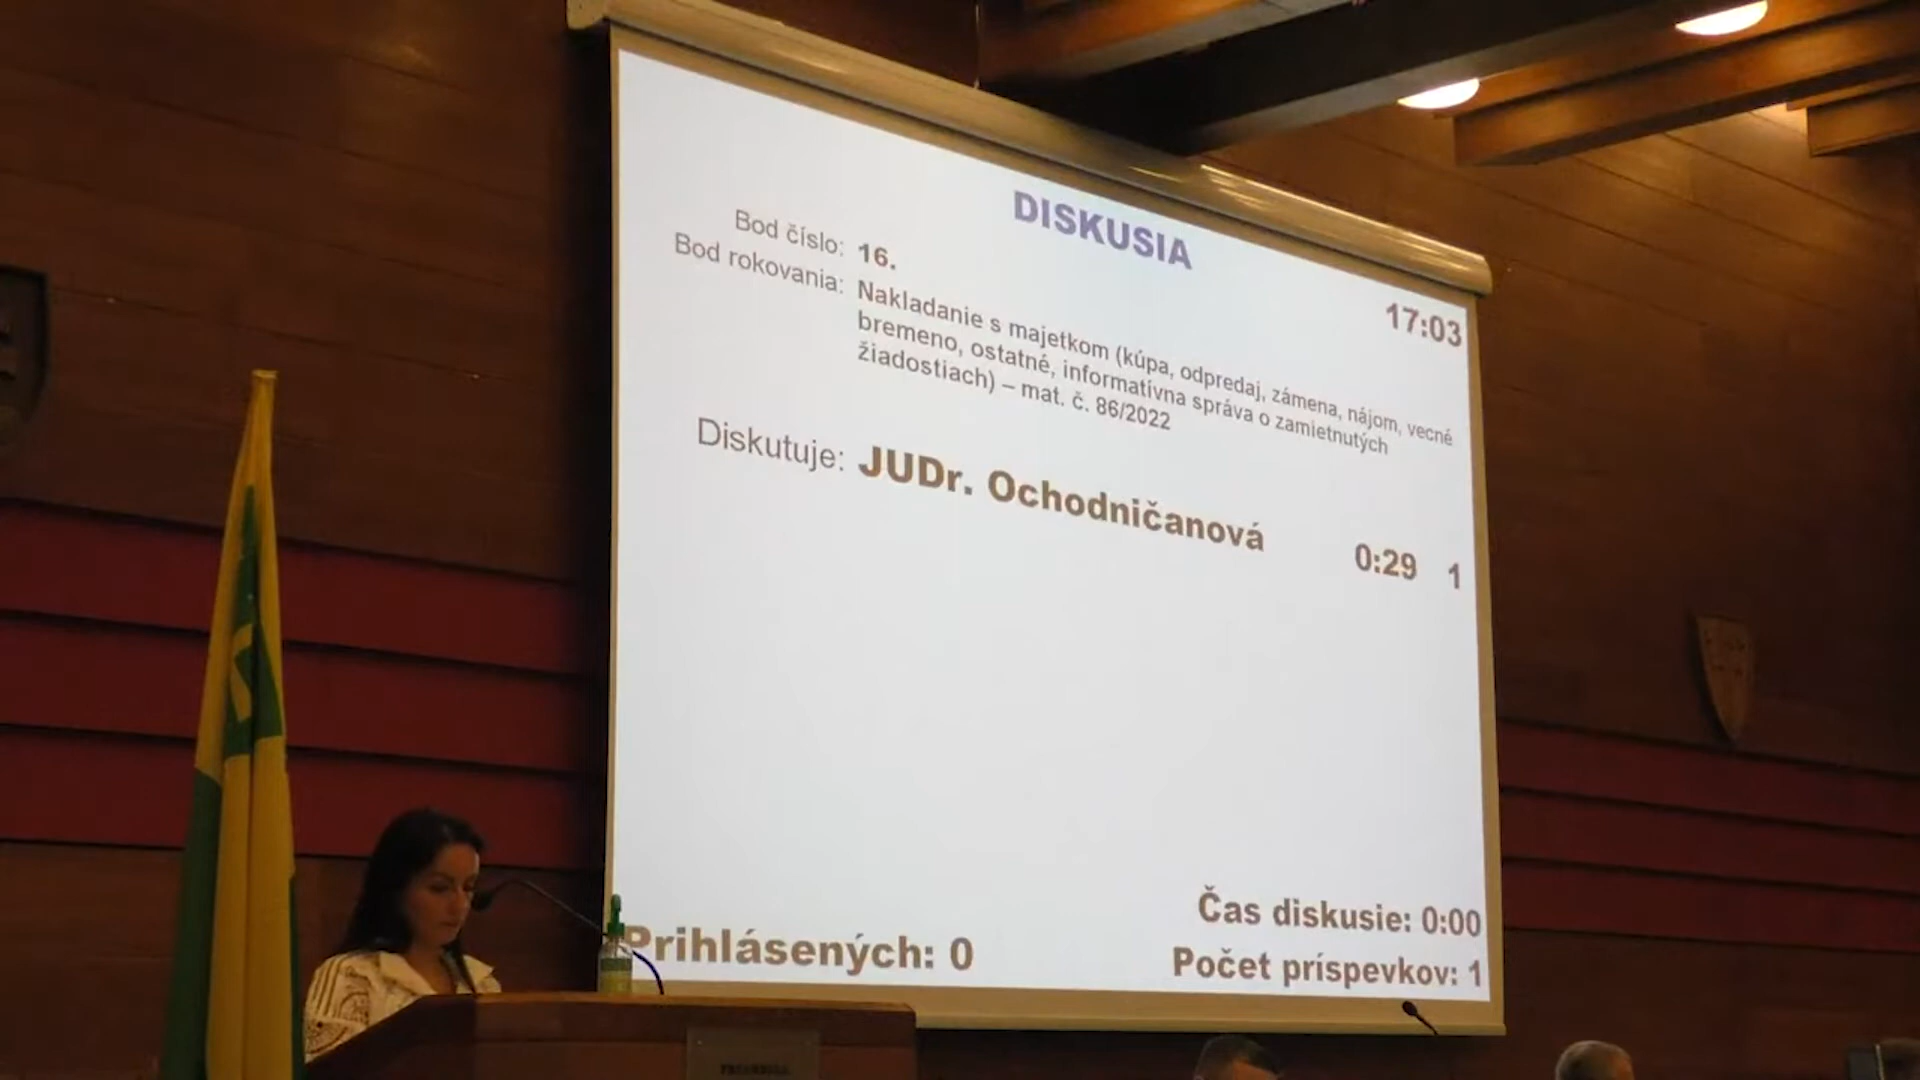 DISKUSIA
17:03
Bod číslo: 16.
Bod rokovania: Nakladanie s majetkom (kúpa, odpredaj, zámena, nájom, vecné
bremeno, ostatné, informatívna správa o zamietnutých
žiadostiach) – mat. č. 86/2022
Diskutuje: JUDr. Ochodničanová 0:29 1
Čas diskusie: 0:00
Prihlásených: 0
Počet príspevkov: 1